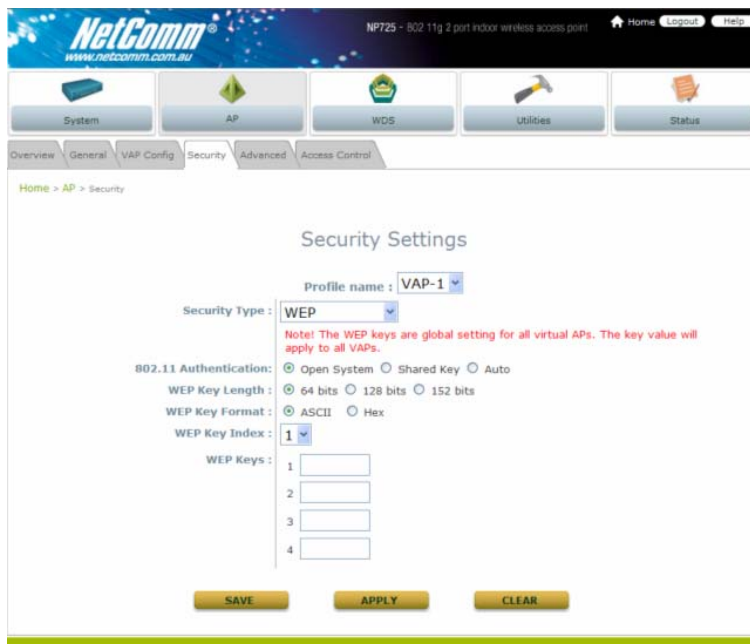 NetComm®
www.netcomm.com.au
NP725 - 802 11g 2 port indoor wireless access point
Home Logout Help
System AP WDS Utilities Status
Overview General VAP Config Security Advanced Access Control
Home > AP > Security
Security Settings
Profile name : VAP-1
Security Type : WEP
Note! The WEP keys are global setting for all virtual APs. The key value will
apply to all VAPs.
802.11 Authentication: Open System Shared Key Auto
WEP Key Length : 64 bits 128 bits 152 bits
WEP Key Format : ASCII Hex
WEP Key Index : 1
WEP Keys : 1
2
3
4
SAVE APPLY CLEAR